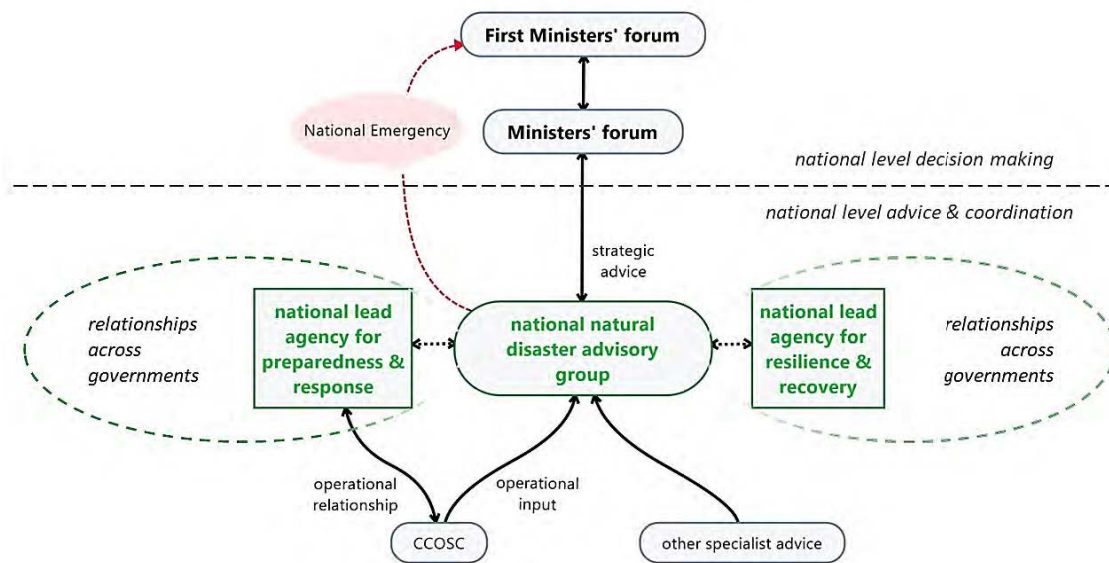 First Ministers' forum
National Emergency
Ministers' forum
national level decision making
national level advice & coordination
strategic
advice
relationships
across
governments
national lead
agency for
preparedness &
response
national natural
disaster advisory
group
national lead
agency for
resilience &
recovery
relationships
across
governments
operational
relationship
operational
input
CCOSC
other specialist advice